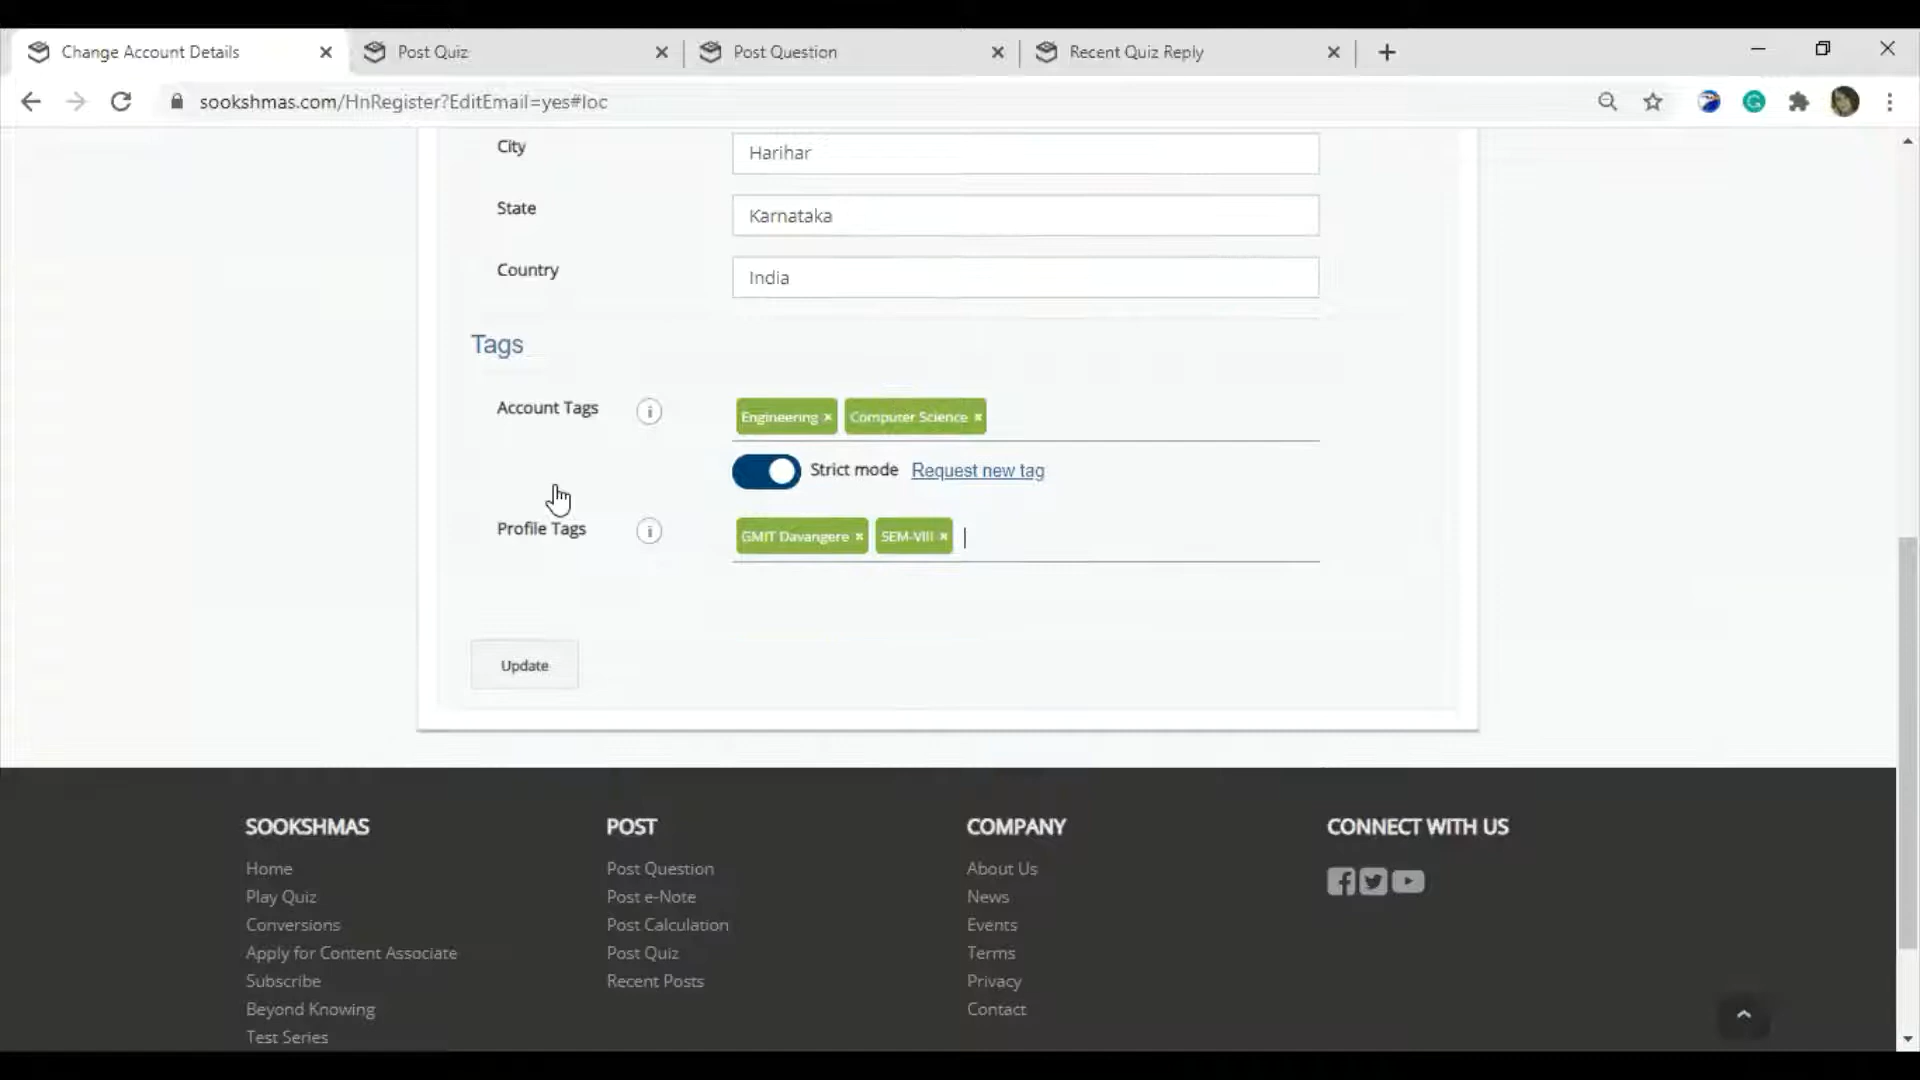 Change Account Details
Post Quiz
Post Question
Recent Quiz Reply
sookshmas.com/HnRegister?EditEmail=yes#loc
City
Harihar
State
Karnataka
Country
India
Tags
Account Tags
Engineering × Computer Science ×
Strict mode Request new tag
Profile Tags
GMIT Davangere × SEM-VIII ×
Update
SOOKSHMAS
Home
Play Quiz
Conversions
Apply for Content Associate
Subscribe
Beyond Knowing
Test Series
POST
Post Question
Post e-Note
Post Calculation
Post Quiz
Recent Posts
COMPANY
About Us
News
Events
Terms
Privacy
Contact
CONNECT WITH US